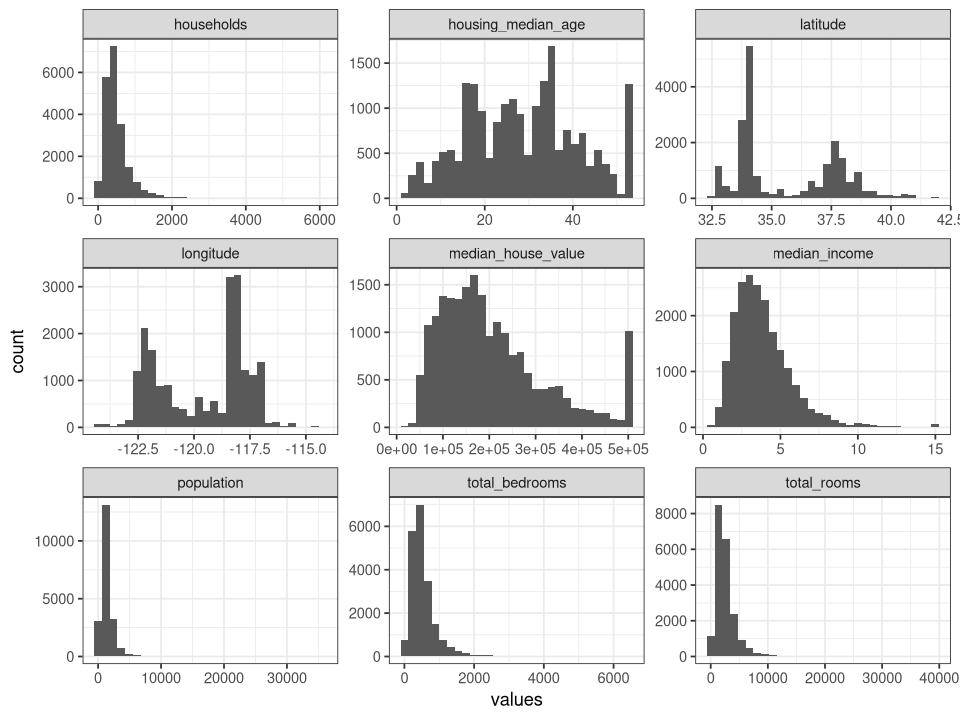 households housing_median_age latitude
6000 1500
4000 1000 4000
2000 500 2000
0 0 0
0 2000 4000 6000 0 20 40 32.5 35.0 37.5 40.0 42.5
longitude median_house_value median_income
3000 1500
2000 1000 2000
1000 500 1000
0 0 0
-122.5 -120.0 -117.5 -115.0 0e+00 1e+05 2e+05 3e+05 4e+05 5e+05 0 5 10 15
count
population total_bedrooms total_rooms
10000 6000 8000
5000 4000 6000
0 2000 4000
0 2000
0
0 10000 20000 30000 0 2000 4000 6000 0 10000 20000 30000 40000
values